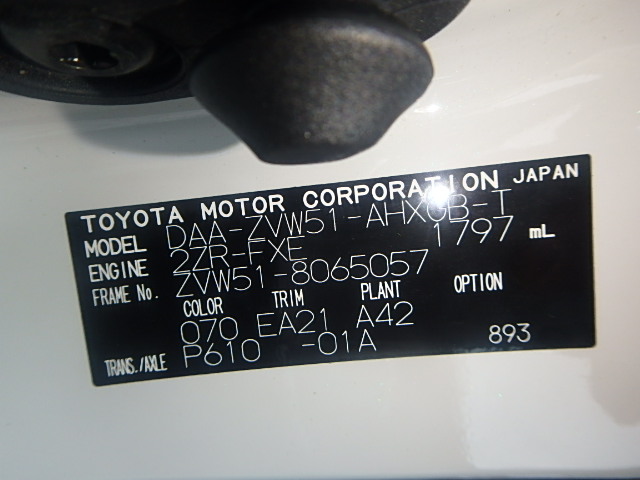 TOYOTA MOTOR CORPORATION JAPAN
MODEL DAA-ZVW51-AHXGB-T
ENGINE 2ZR-FXE 1797 mL
FRAME No. ZVW51-8065057
COLOR TRIM PLANT OPTION
070 EA21 A42
TRANS./AXLE P610 -01A 893